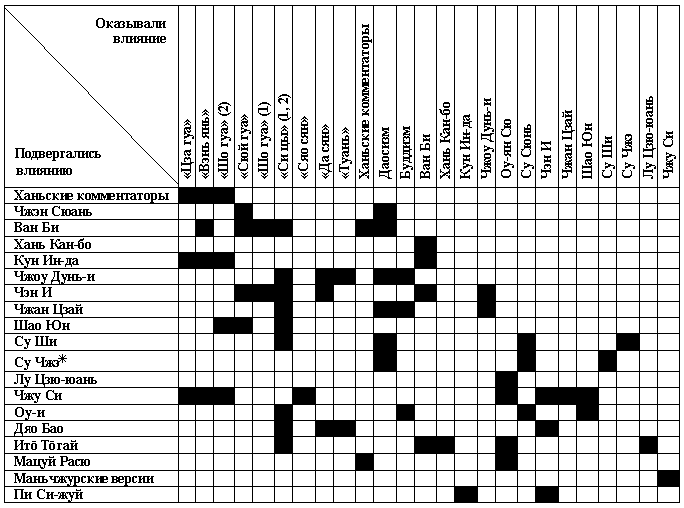 Оказывали
влияние
Подвергались
влиянию
«Цза гуа»
«Вэнь янь»
«Шо гуа» (2)
«Сюй гуа»
«Шо гуа» (1)
«Си цы» (1, 2)
«Сяо сян»
«Да сян»
«Туань»
Ханьские комментаторы
Даосизм
Буддизм
Ван Би
Хань Кан-бо
Кун Ин-да
Чжоу Дунь-и
Оу-ян Сю
Су Сюнь
Чэн И
Чжан Цзай
Шао Юн
Су Ши
Су Чжэ
Лу Цзю-юань
Чжу Си
Ханьские комментаторы
Чжэн Сюань
Ван Би
Хань Кан-бо
Кун Ин-да
Чжоу Дунь-и
Чэн И
Чжан Цзай
Шао Юн
Су Ши
Су Чжэ*
Лу Цзю-юань
Чжу Си
Оу-и
Дяо Бао
Итō Тōгай
Мацуй Расю
Маньчжурские версии
Пи Си-жуй